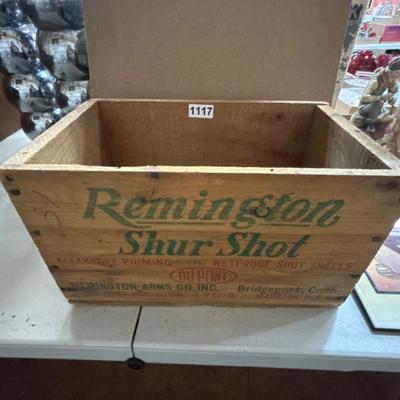 1117
Remington
Shur Shot
KLEANBORE PRIMING WETPROOF SHOT SHELLS
DU PONT
REMINGTON ARMS CO. INC. Bridgeport, Conn.